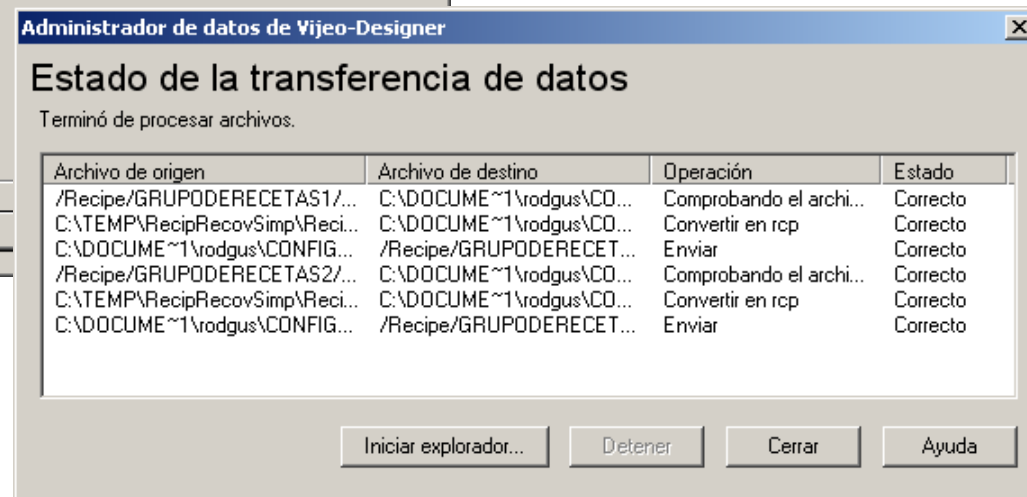 Administrador de datos de Vijeo-Designer
Estado de la transferencia de datos
Terminó de procesar archivos.
Archivo de origen Archivo de destino Operación Estado
/Recipe/GRUPODERECETAS1/... C:\DOCUME~1\rodgus\CO... Comprobando el archi... Correcto
C:\TEMP\RecipRecovSimp\Reci... C:\DOCUME~1\rodgus\CO... Convertir en rcp Correcto
C:\DOCUME~1\rodgus\CONFIG... /Recipe/GRUPODERECET... Enviar Correcto
/Recipe/GRUPODERECETAS2/... C:\DOCUME~1\rodgus\CO... Comprobando el archi... Correcto
C:\TEMP\RecipRecovSimp\Reci... C:\DOCUME~1\rodgus\CO... Convertir en rcp Correcto
C:\DOCUME~1\rodgus\CONFIG... /Recipe/GRUPODERECET... Enviar Correcto
Iniciar explorador... Detener Cerrar Ayuda